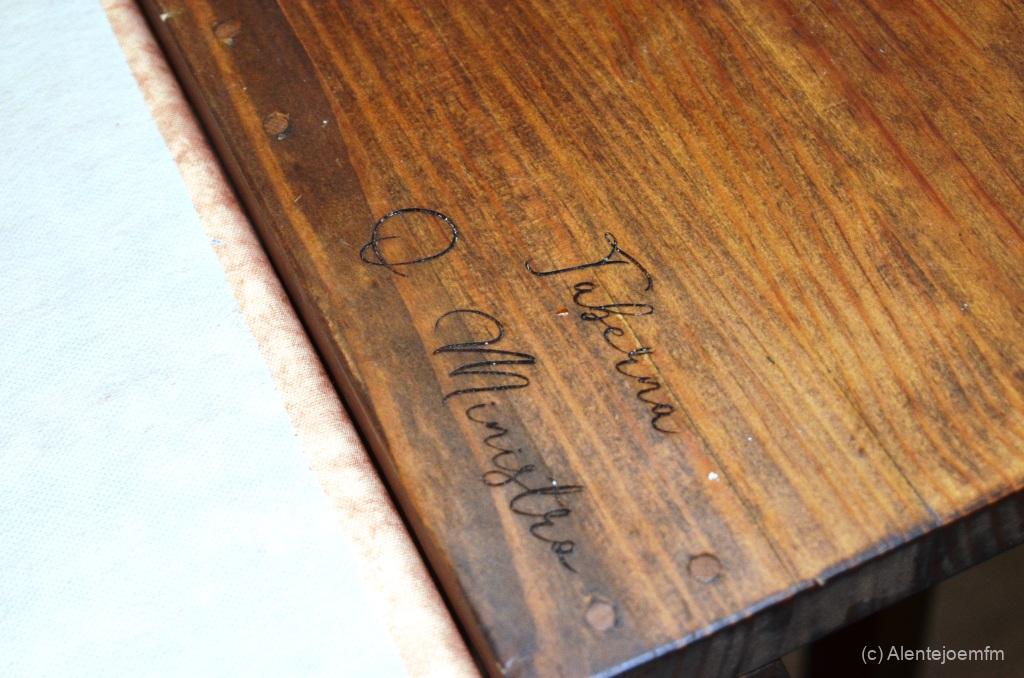 Taberna
O Ministro
(c) Alentejoemfm